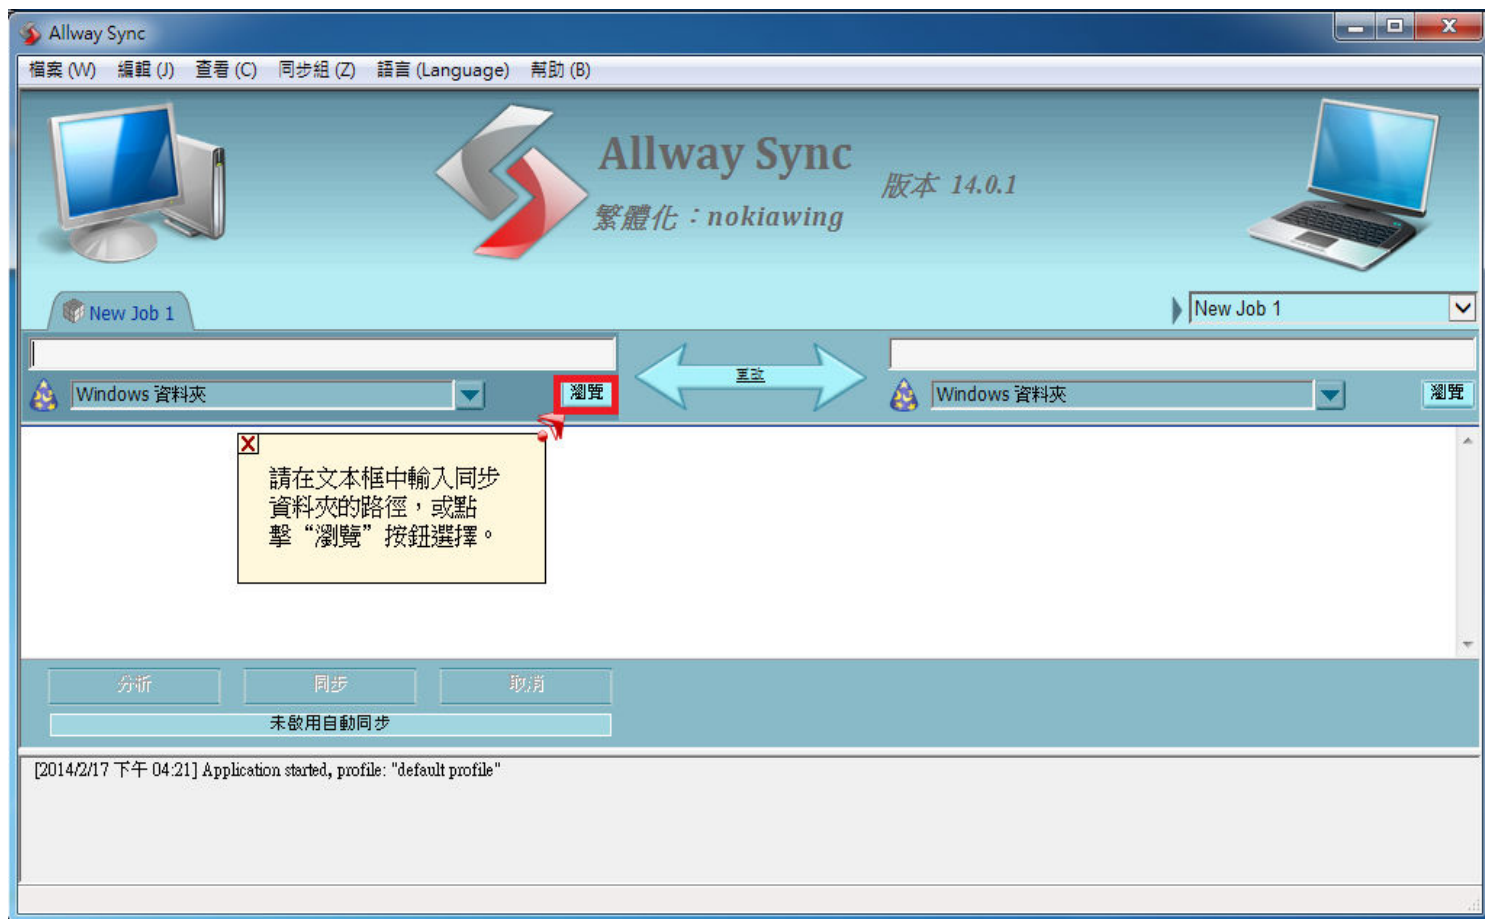 Allway Sync
檔案 (W) 編輯 (J) 查看 (C) 同步組 (Z) 語言 (Language) 幫助 (B)
Allway Sync
版本 14.0.1
繁體化：nokiawing
New Job 1
New Job 1
更改
Windows 資料夾
瀏覽
Windows 資料夾
瀏覽
請在文本框中輸入同步
資料夾的路徑，或點
擊“瀏覽”按鈕選擇。
分析 同步 取消
未啟用自動同步
[2014/2/17 下午 04:21] Application started, profile: "default profile"